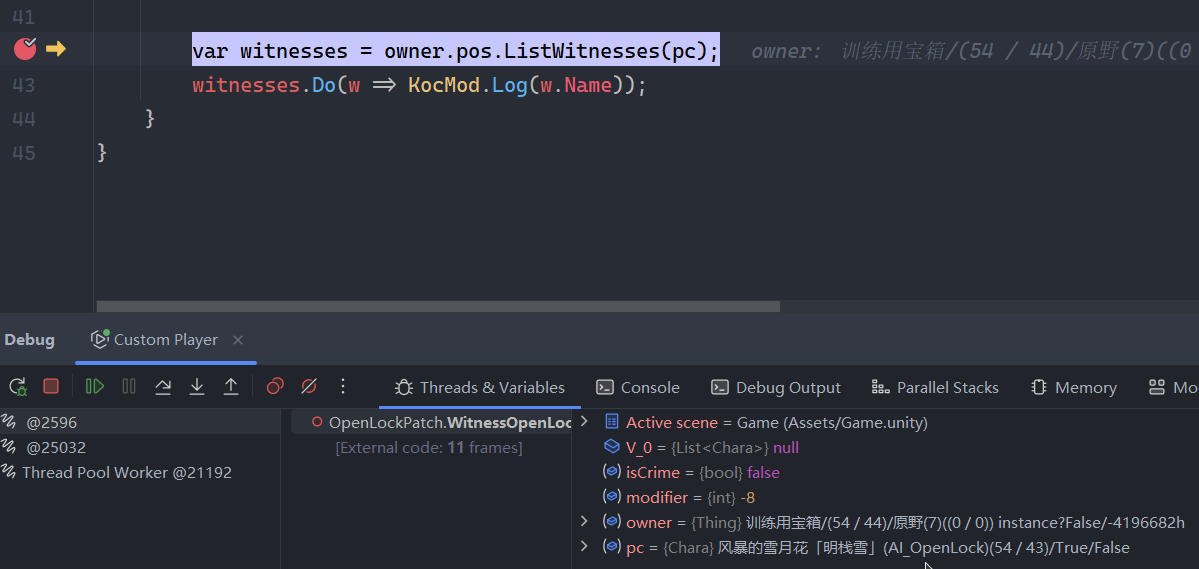 41
var witnesses = owner.pos.ListWitnesses(pc); owner: 训练用宝箱/(54 / 44)/原野(7)((0
43 witnesses.Do(w => KocMod.Log(w.Name));
44 }
45 }
Debug Custom Player ×
Threads & Variables Console Debug Output Parallel Stacks Memory Mo
@2596
@25032
Thread Pool Worker @21192
OpenLockPatch.WitnessOpenLoc
[External code: 11 frames]
Active scene = Game (Assets/Game.unity)
V_0 = {List<Chara>} null
isCrime = {bool} false
modifier = {int} -8
owner = {Thing} 训练用宝箱/(54 / 44)/原野(7)((0 / 0)) instance?False/-4196682h
pc = {Chara} 风暴的雪月花「明栈雪」(AI_OpenLock)(54 / 43)/True/False